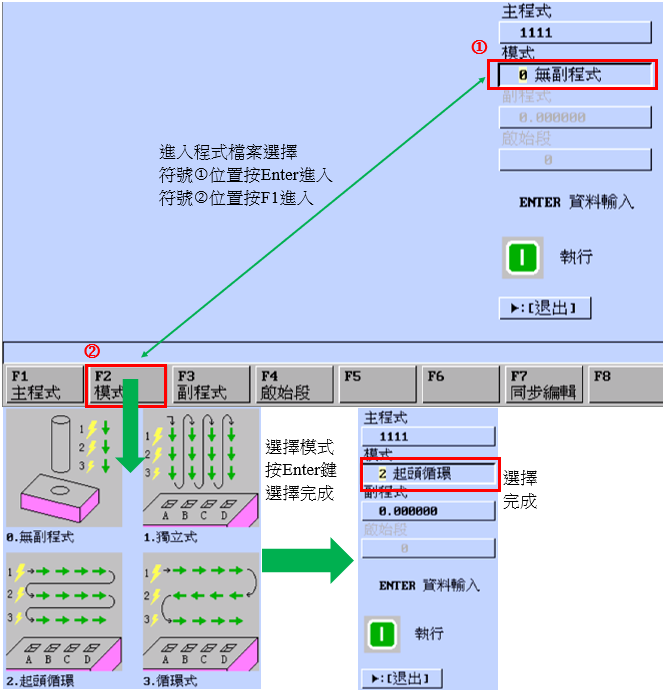 主程式
1111
①
模式
0 無副程式
副程式
0.000000
啟始段
0
進入程式檔案選擇
符號①位置按Enter進入
符號②位置按F1進入
ENTER 資料輸入
執行
▶:[退出]
②
F1 主程式
F2 模式
F3 副程式
F4 啟始段
F5
F6
F7 同步編輯
F8
1
2
3
A B C D
0.無副程式
1.獨立式
1
2
3
A B C D
1
2
3
A B C D
2.起頭循環
3.循環式
選擇模式
按Enter鍵
選擇完成
主程式
1111
模式
2 起頭循環
副程式
0.000000
啟始段
0
選擇
完成
ENTER 資料輸入
執行
▶:[退出]